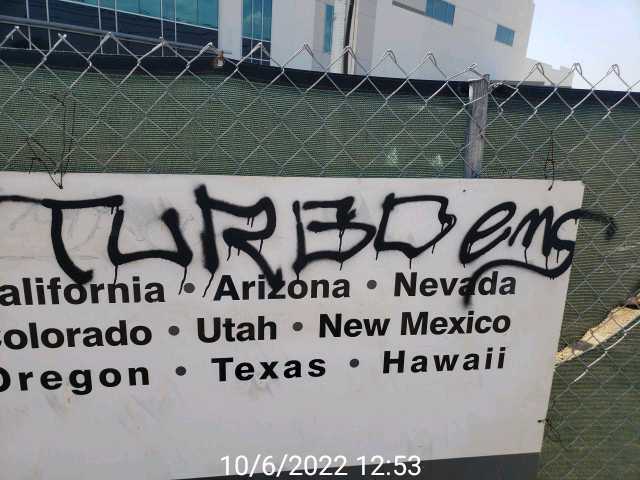 TURBO ems
alifornia • Arizona • Nevada
olorado • Utah • New Mexico
Oregon • Texas • Hawaii
10/6/2022 12:53